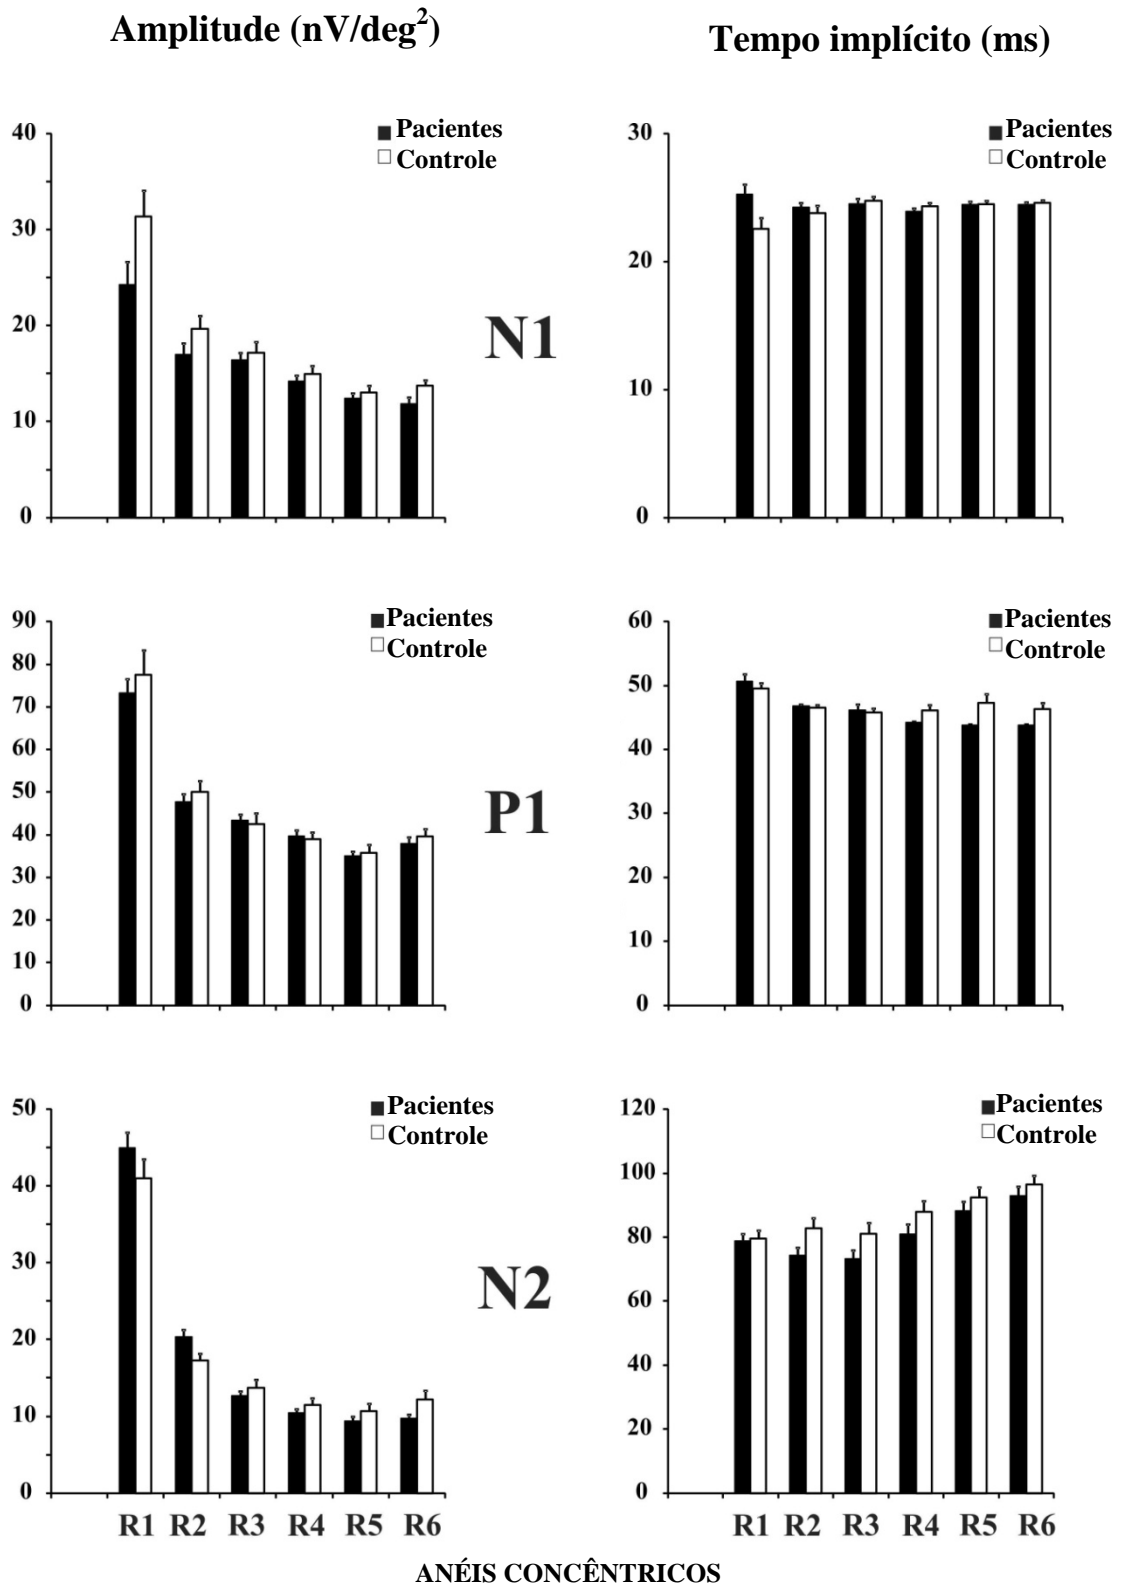 Amplitude (nV/deg²)
Tempo implícito (ms)
Pacientes
Controle
40
30
20
10
0
N1
Pacientes
Controle
30
20
10
0
Pacientes
Controle
90
80
70
60
50
40
30
20
10
0
P1
Pacientes
Controle
60
50
40
30
20
10
0
Pacientes
Controle
50
40
30
20
10
0
N2
Pacientes
Controle
120
100
80
60
40
20
0
R1 R2 R3 R4 R5 R6
R1 R2 R3 R4 R5 R6
ANÉIS CONCÊNTRICOS